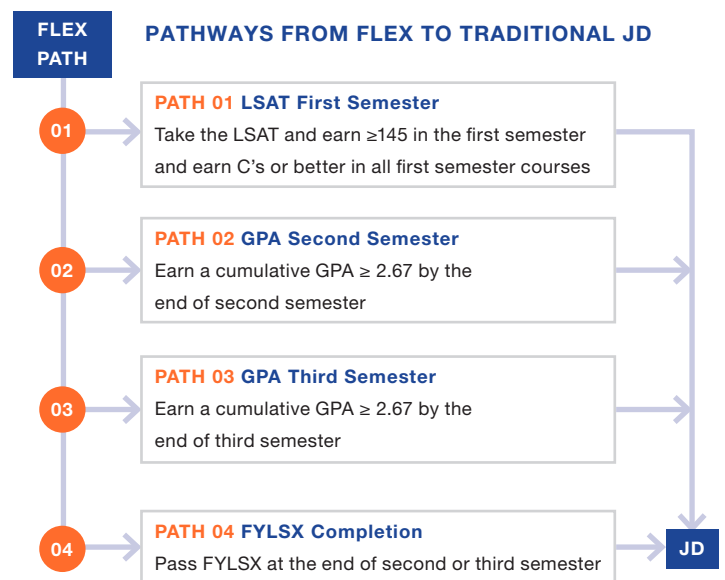 FLEX
PATH
PATHWAYS FROM FLEX TO TRADITIONAL JD
01
PATH 01 LSAT First Semester
Take the LSAT and earn ≥145 in the first semester
and earn C's or better in all first semester courses
02
PATH 02 GPA Second Semester
Earn a cumulative GPA ≥ 2.67 by the
end of second semester
03
PATH 03 GPA Third Semester
Earn a cumulative GPA ≥ 2.67 by the
end of third semester
04
PATH 04 FYLSX Completion
Pass FYLSX at the end of second or third semester
JD